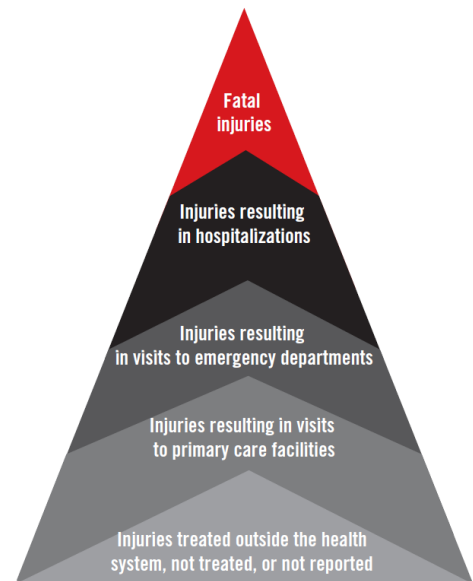 Fatal
injuries
Injuries resulting
in hospitalizations
Injuries resulting
in visits to emergency departments
Injuries resulting in visits
to primary care facilities
Injuries treated outside the health
system, not treated, or not reported